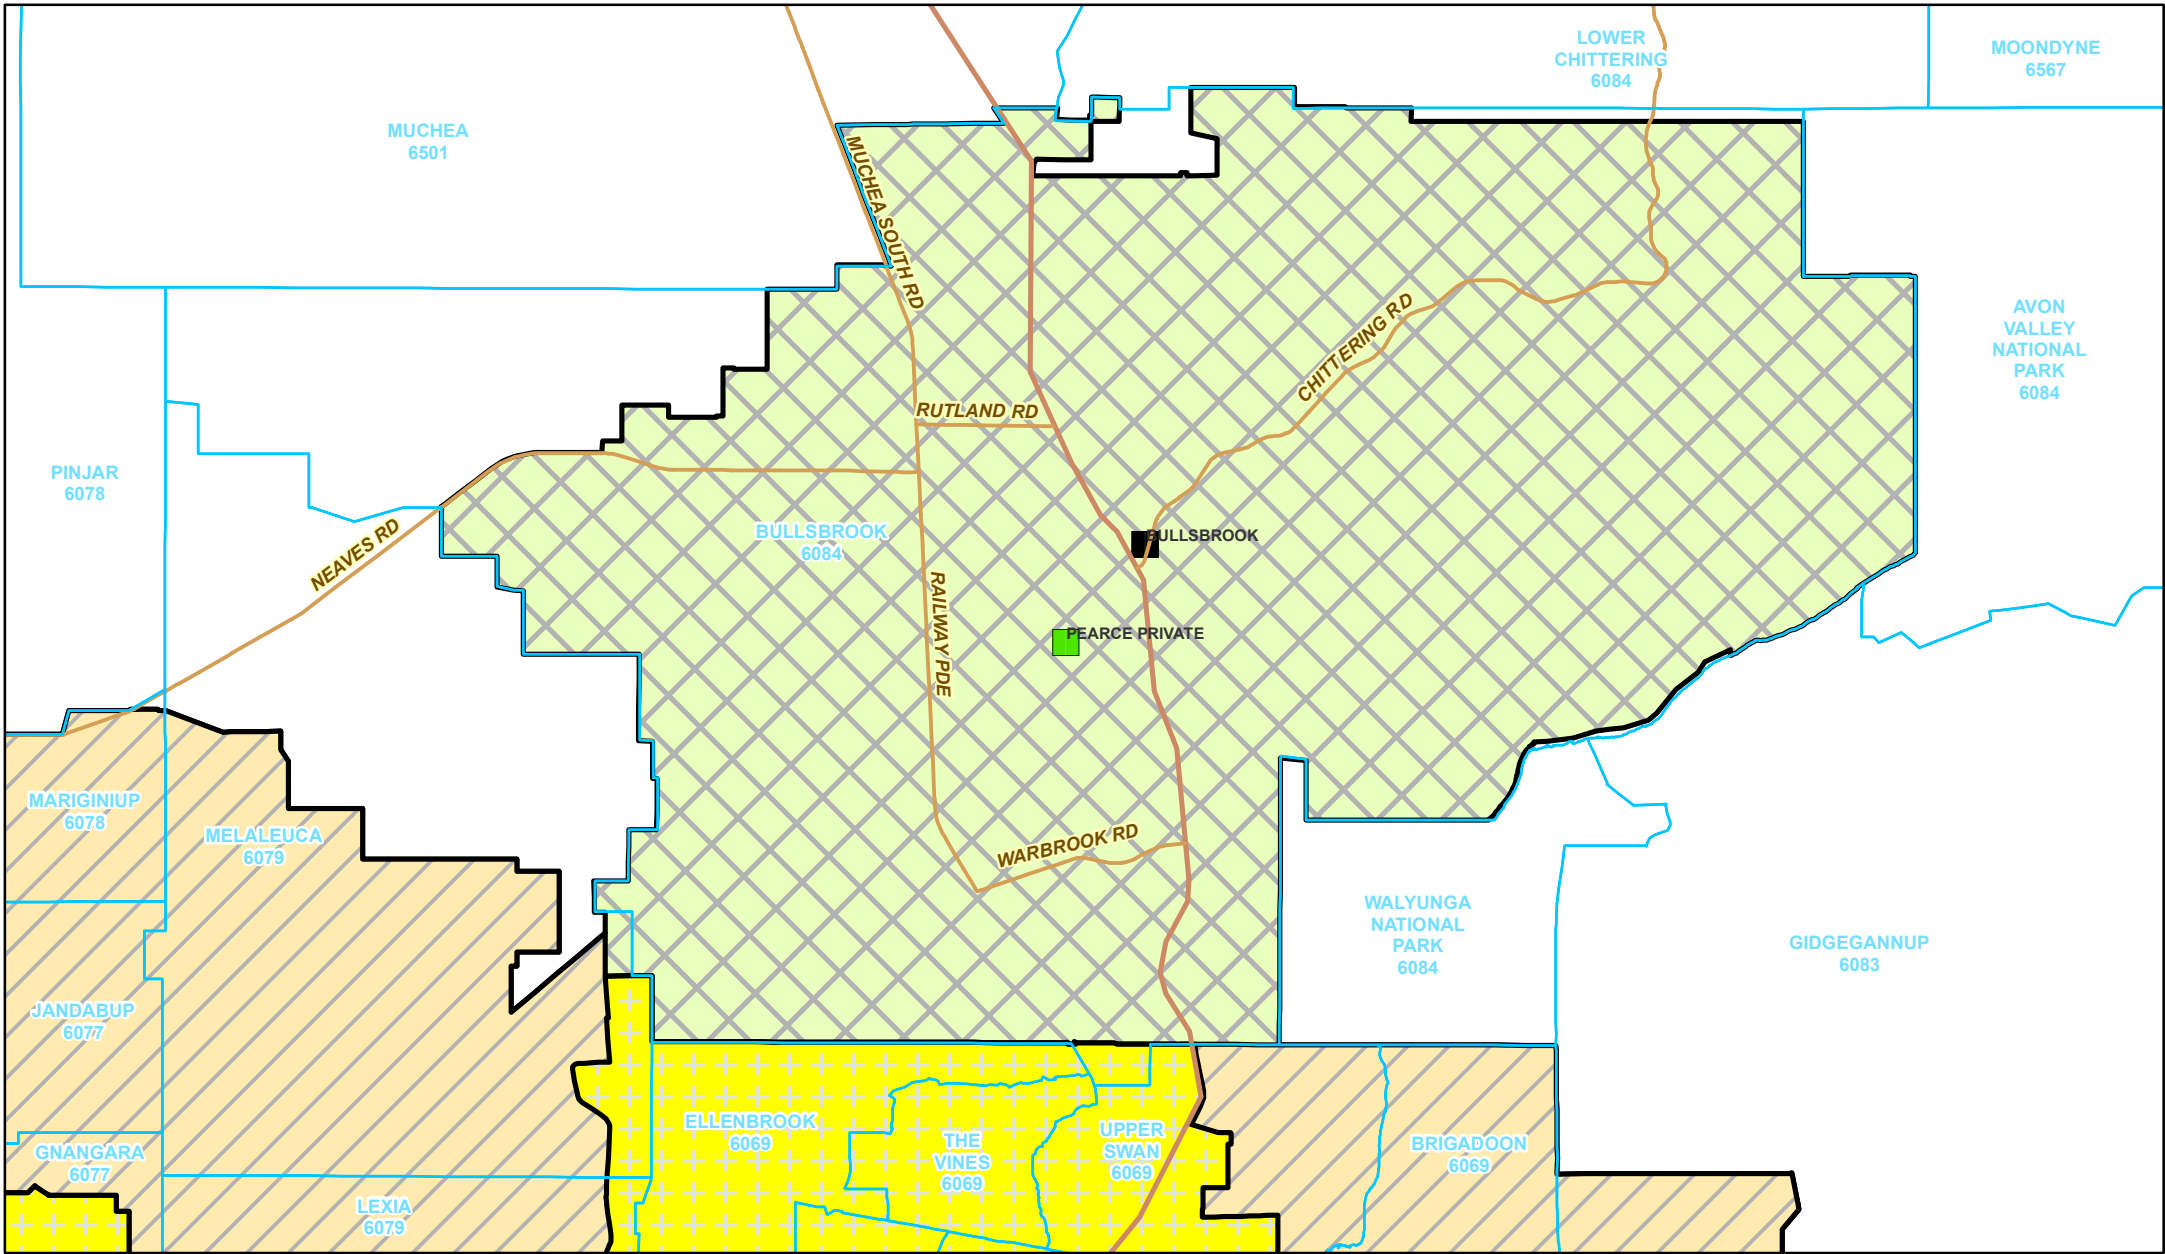 LOWER
CHITTERING
6084
MOONDYNE
6567
MUCHEA
6501
MUCHEA SOUTH RD
AVON
VALLEY
NATIONAL
PARK
6084
CHITTERING RD
RUTLAND RD
PINJAR
6078
NEAVES RD
BULLSBROOK
6084
BULLSBROOK
RAILWAY PDE
PEARCE PRIVATE
MARIGINIUP
6078
MELALEUCA
6079
WARBROOK RD
WALYUNGA
NATIONAL
PARK
6084
GIDGEGANNUP
6083
JANDABUP
6077
ELLENBROOK
6069
THE
VINES
6069
UPPER
SWAN
6069
BRIGADOON
6069
GNANGARA
6077
LEXIA
6079